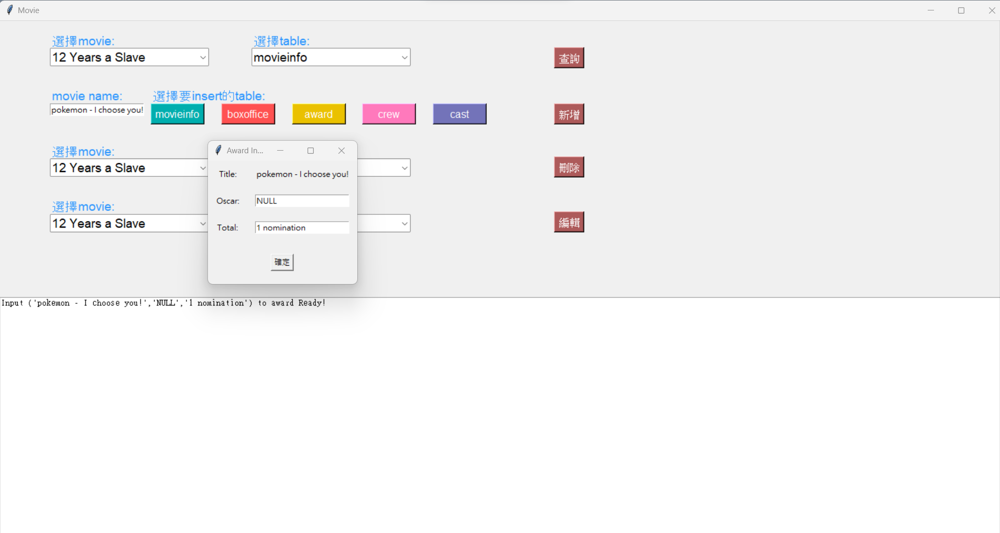 Movie
選擇movie:
選擇table:
12 Years a Slave
movieinfo
查詢
movie name:
選擇要insert的table:
pokemon - I choose you!
movieinfo
boxoffice
award
crew
cast
新增
選擇movie:
12 Years a Slave
刪除
選擇movie:
12 Years a Slave
編輯
Award In...
Title:
pokemon - I choose you!
Oscar:
NULL
Total:
1 nomination
確定
Input ('pokemon - I choose you!','NULL','1 nomination') to award Ready!